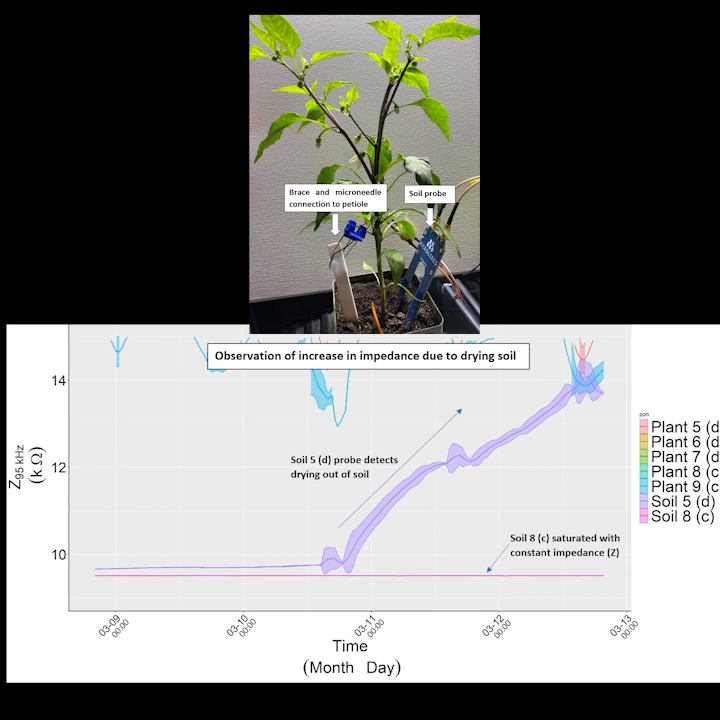 Brace and microneedle
connection to petiole
Soil probe
Observation of increase in impedance due to drying soil
14
12
10
Z95 kHz
(kΩ)
Soil 5 (d) probe detects
drying out of soil
Soil 8 (c) saturated with
constant impedance (Z)
ppn
Plant 5 (d
Plant 6 (d
Plant 7 (d
Plant 8 (c
Plant 9 (c
Soil 5 (d)
Soil 8 (c)
03-09
00:00
03-10
00:00
03-11
00:00
03-12
00:00
03-13
00:00
Time
(Month Day)